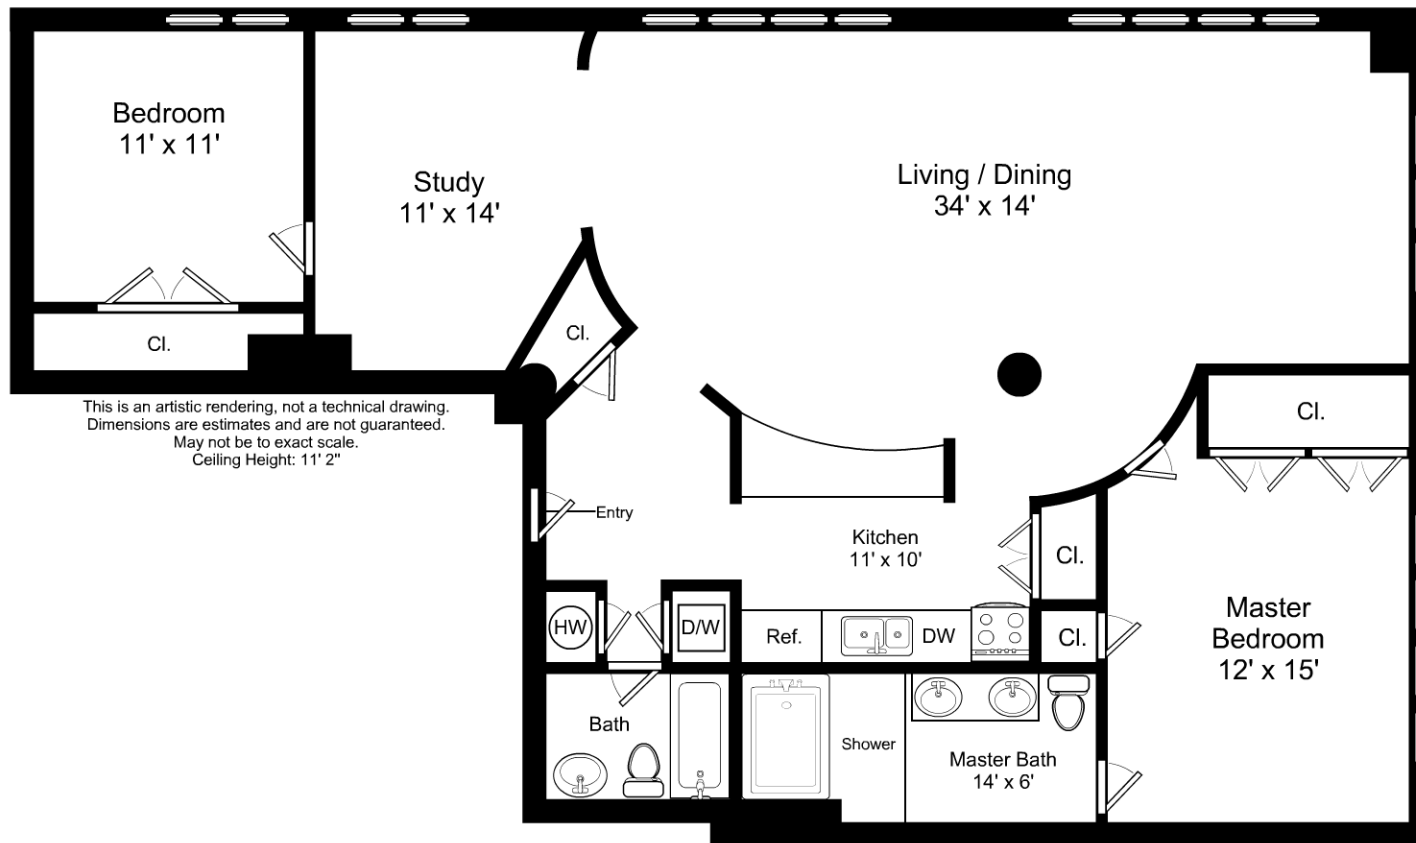 Bedroom
11' x 11'
Study
11' x 14'
Living / Dining
34' x 14'
Cl.
Cl.
Cl.
This is an artistic rendering, not a technical drawing.
Dimensions are estimates and are not guaranteed.
May not be to exact scale.
Ceiling Height: 11' 2"
Entry
Kitchen
11' x 10'
Cl.
Master
Bedroom
12' x 15'
HW
D/W
Ref.
DW
Cl.
Bath
Shower
Master Bath
14' x 6'